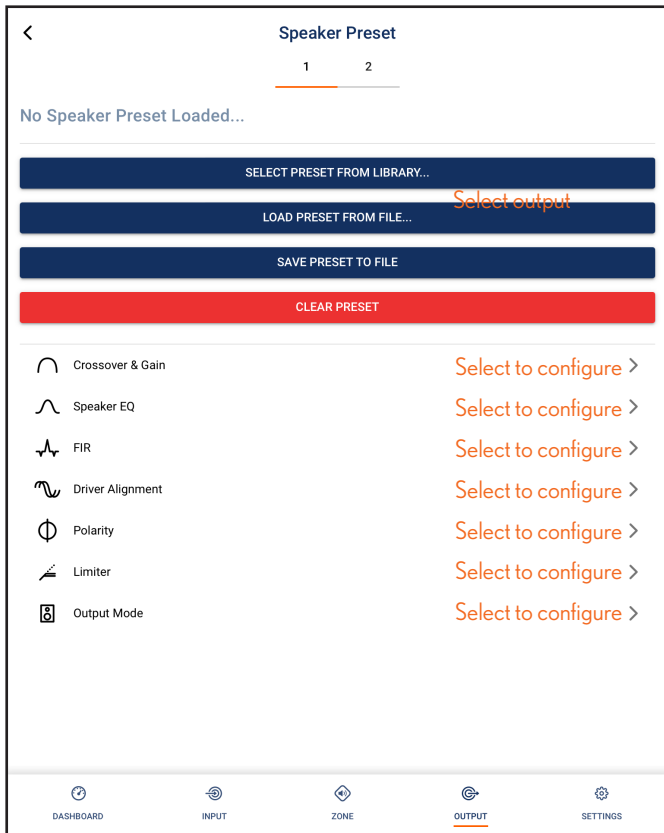 Speaker Preset
1 2
No Speaker Preset Loaded...
SELECT PRESET FROM LIBRARY...
Select output
LOAD PRESET FROM FILE...
SAVE PRESET TO FILE
CLEAR PRESET
Crossover & Gain Select to configure
Speaker EQ Select to configure
FIR Select to configure
Driver Alignment Select to configure
Polarity Select to configure
Limiter Select to configure
Output Mode Select to configure
DASHBOARD INPUT ZONE OUTPUT SETTINGS